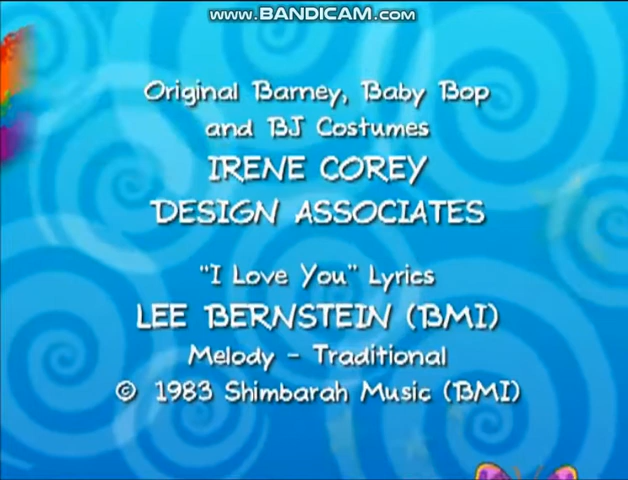 www.BANDICAM.com
Original Barney, Baby Bop
and BJ Costumes
IRENE COREY
DESIGN ASSOCIATES
"I Love You" Lyrics
LEE BERNSTEIN (BMI)
Melody - Traditional
© 1983 Shimbarah Music (BMI)